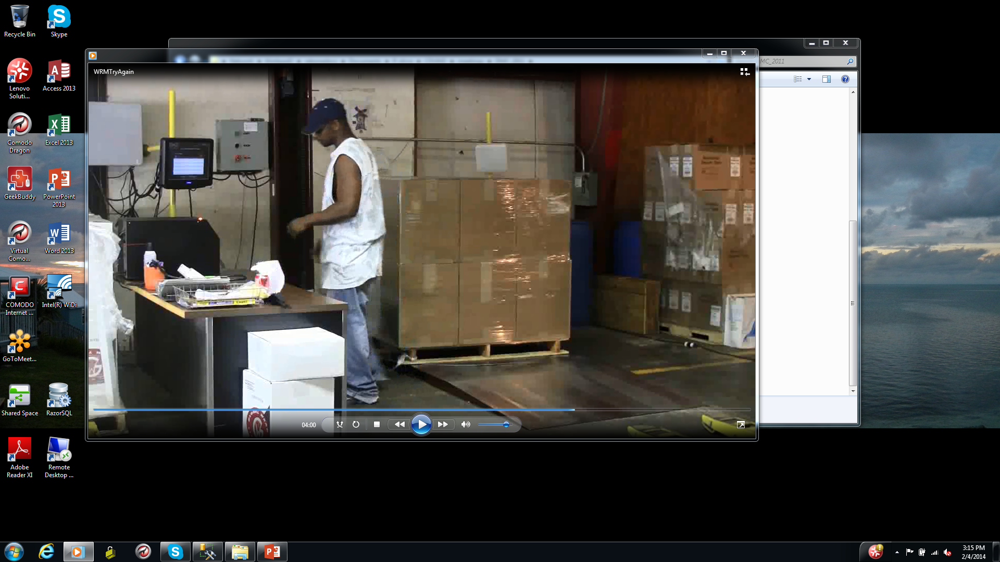 Recycle Bin
Skype
Lenovo
Soluti...
Access 2013
Comodo
Dragon
Excel 2013
GeekBuddy
PowerPoint
2013
Virtual
Como...
Word 2013
COMODO
Internet ...
Intel(R) WiDi
GoToMeet...
Shared Space
RazorSQL
Adobe
Reader XI
Remote
Desktop ...
MC_2011
WRMTryAgain
04:00
3:15 PM
2/4/2014